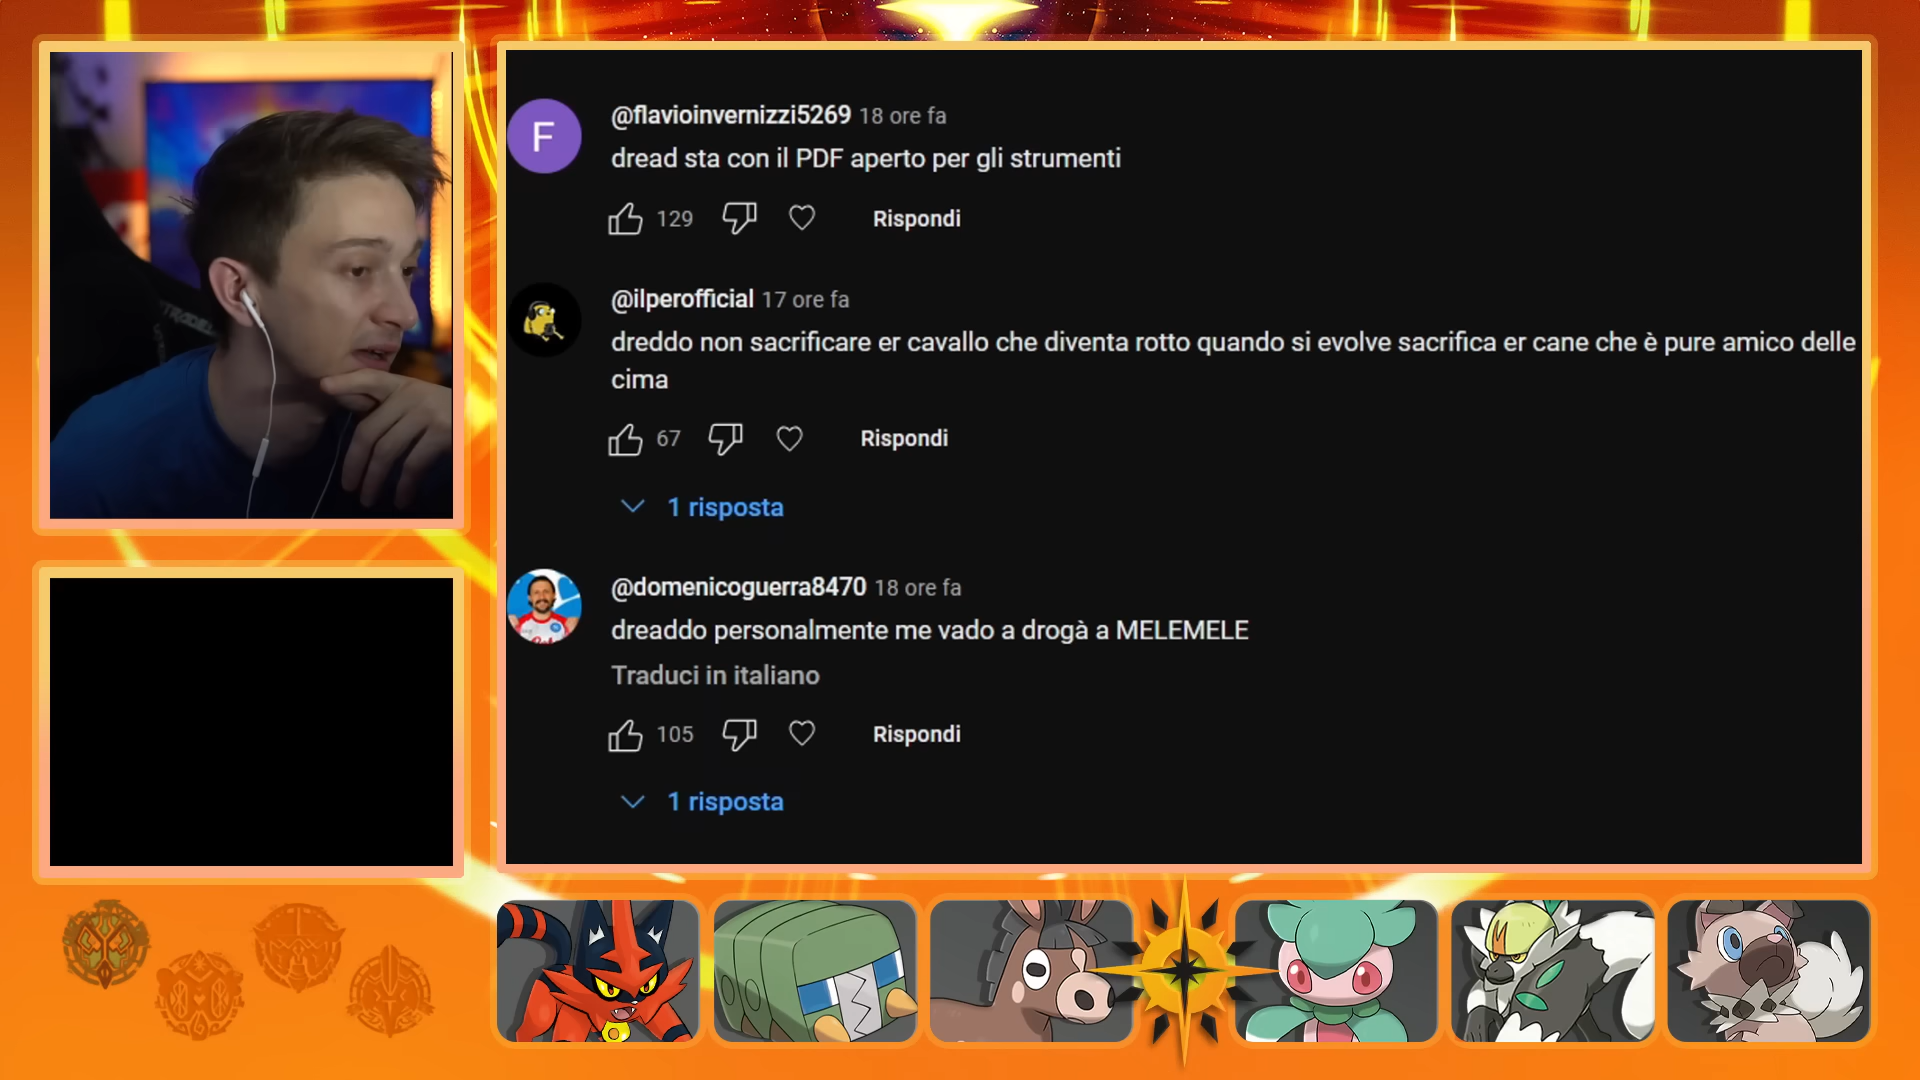 F
@flavioinvernizzi5269 18 ore fa
dread sta con il PDF aperto per gli strumenti
129 Rispondi
@ilperofficial 17 ore fa
dreddo non sacrificare er cavallo che diventa rotto quando si evolve sacrifica er cane che è pure amico delle
cima
67 Rispondi
1 risposta
@domenicoguerra8470 18 ore fa
dreaddo personalmente me vado a drogà a MELEMELE
Traduci in italiano
105 Rispondi
1 risposta